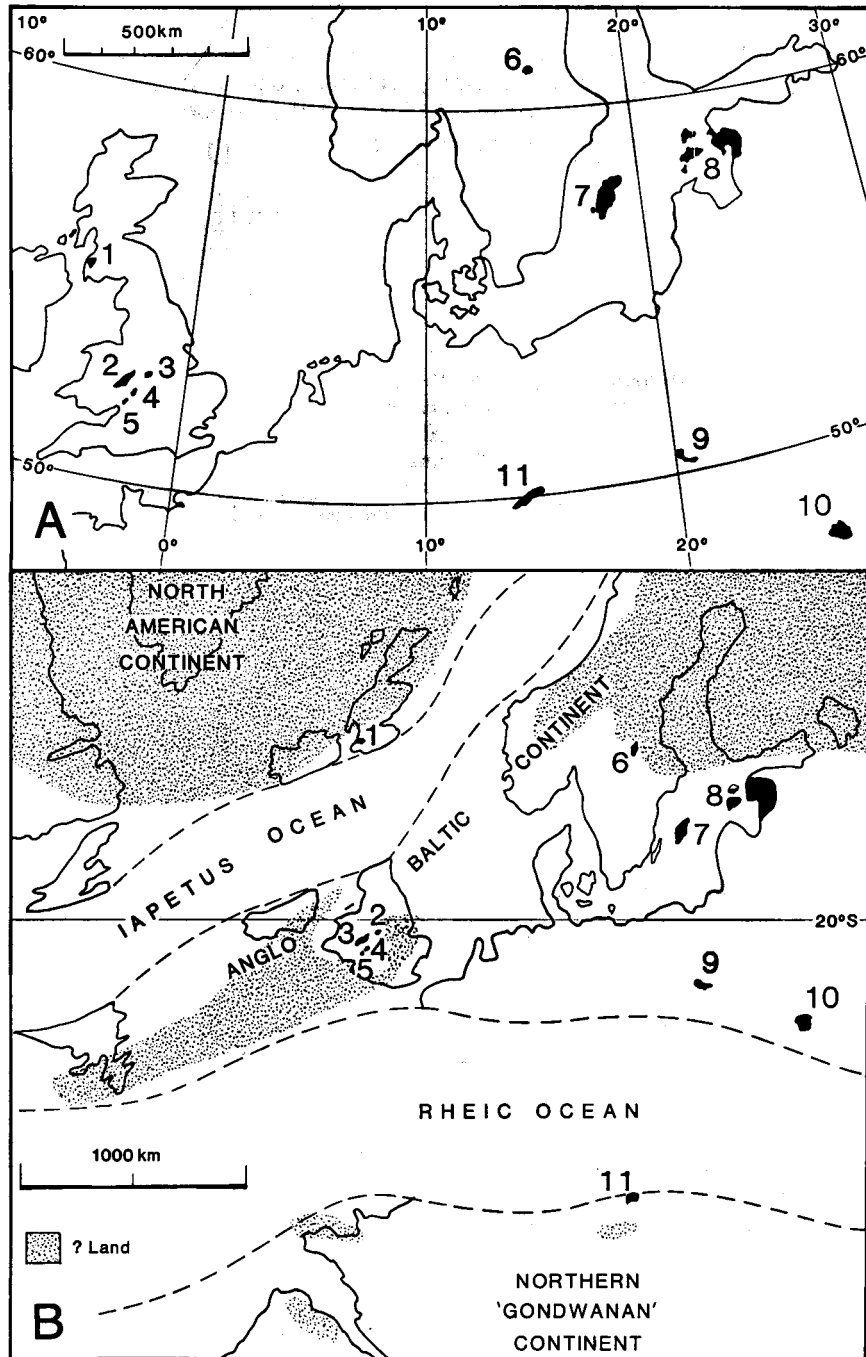 10° 10° 20° 30°
500km
60° 60°
6
8
7
1
2 3
4
5
9
50° 50°
11
10
A
0° 10° 20°
NORTH
AMERICAN
CONTINENT
CONTINENT
1
6
8
7
IAPETUS OCEAN
BALTIC
20°S
2
3
4
ANGLO
5
9
10
RHEIC OCEAN
1000 km
11
? Land
NORTHERN
'GONDWANAN'
CONTINENT
B